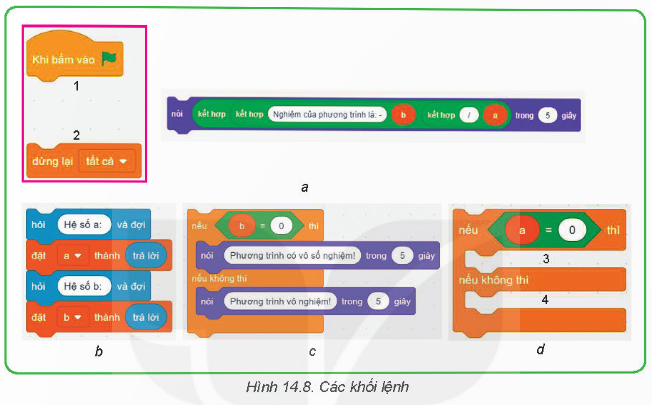 Khi bấm vào
1
2
dừng lại tất cả
nói kết hợp kết hợp Nghiệm của phương trình là: - b kết hợp / a trong 5 giây
a
hỏi Hệ số a: và đợi
đặt a thành trả lời
hỏi Hệ số b: và đợi
đặt b thành trả lời
b
nếu b = 0 thì
nói Phương trình có vô số nghiệm! trong 5 giây
nếu không thì
nói Phương trình vô nghiệm! trong 5 giây
c
nếu a = 0 thì
3
nếu không thì
4
d
Hình 14.8. Các khối lệnh